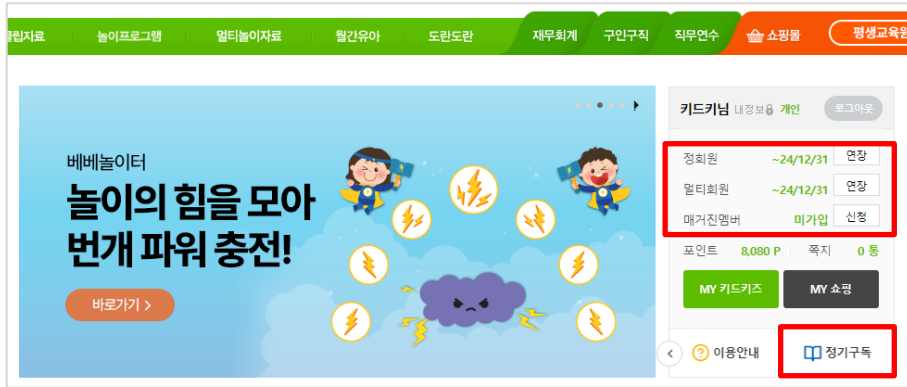 놀이프로그램 멀티놀이자료 월간유아 도란도란 재무회계 구인구직 직무연수 쇼핑몰 평생교육원
키드키님 내정보 개인 로그아웃
정회원 ~24/12/31 연장
멀티회원 ~24/12/31 연장
매거진멤버 미가입 신청
포인트 8,080 P 쪽지 0 통
MY 키드키즈 MY 쇼핑
이용안내 정기구독
베베놀이터
놀이의 힘을 모아
번개 파워 충전!
바로가기 >